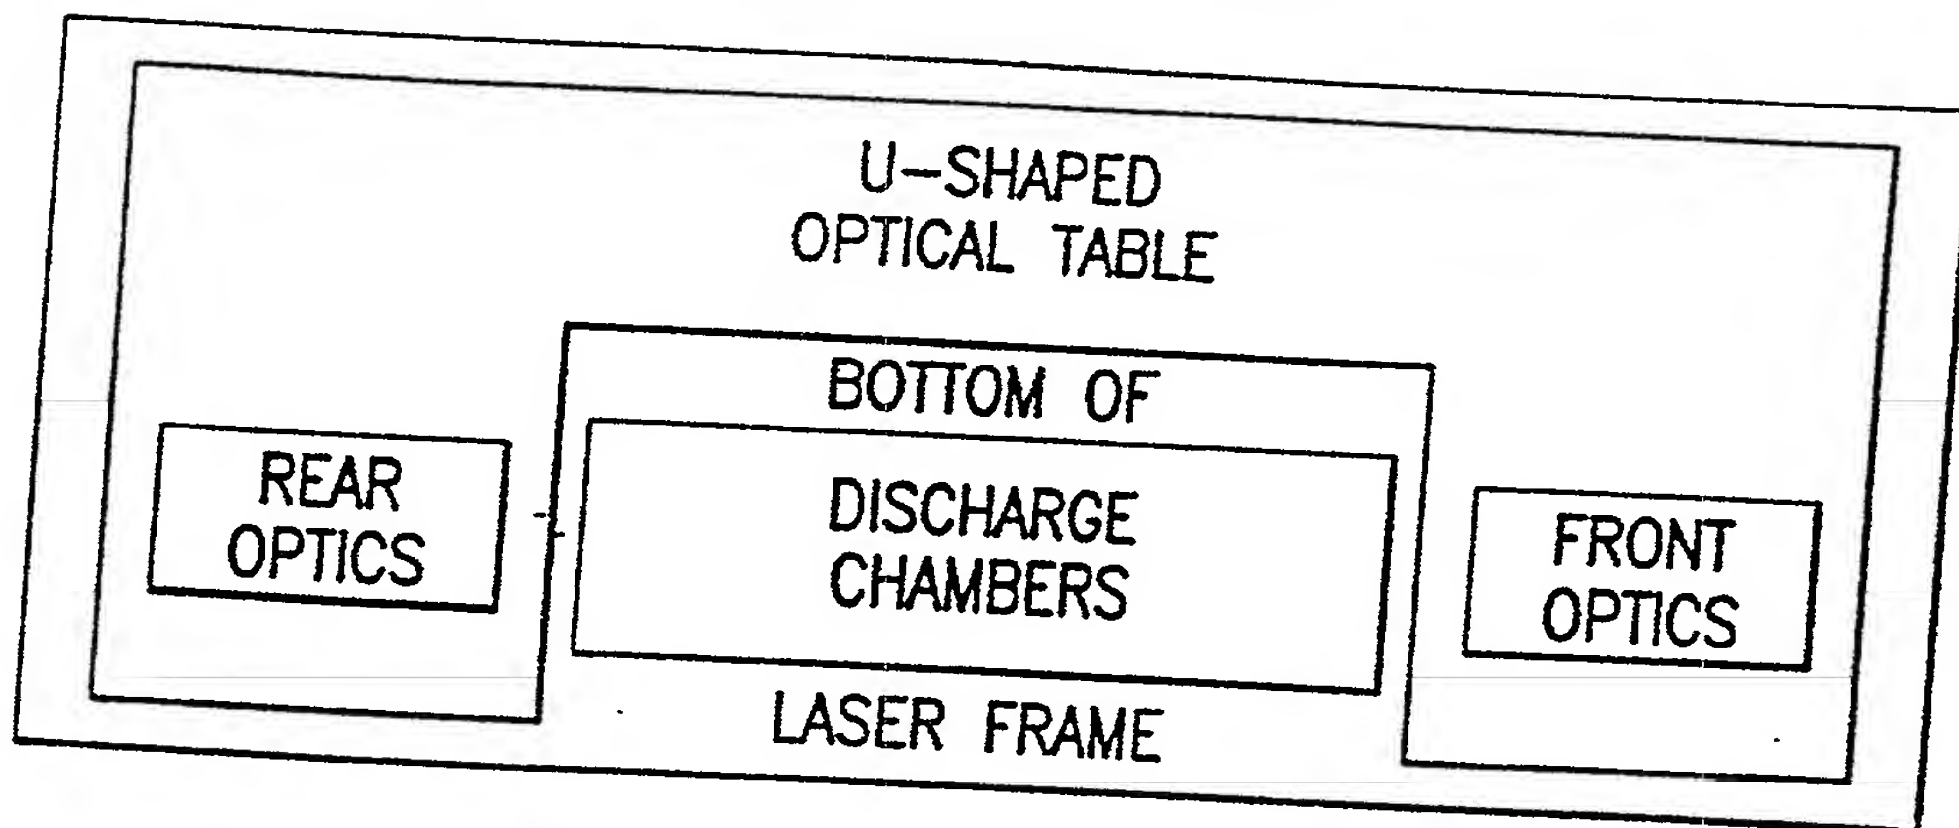 U-SHAPED
OPTICAL TABLE
BOTTOM OF
REAR
OPTICS
DISCHARGE
CHAMBERS
FRONT
OPTICS
LASER FRAME